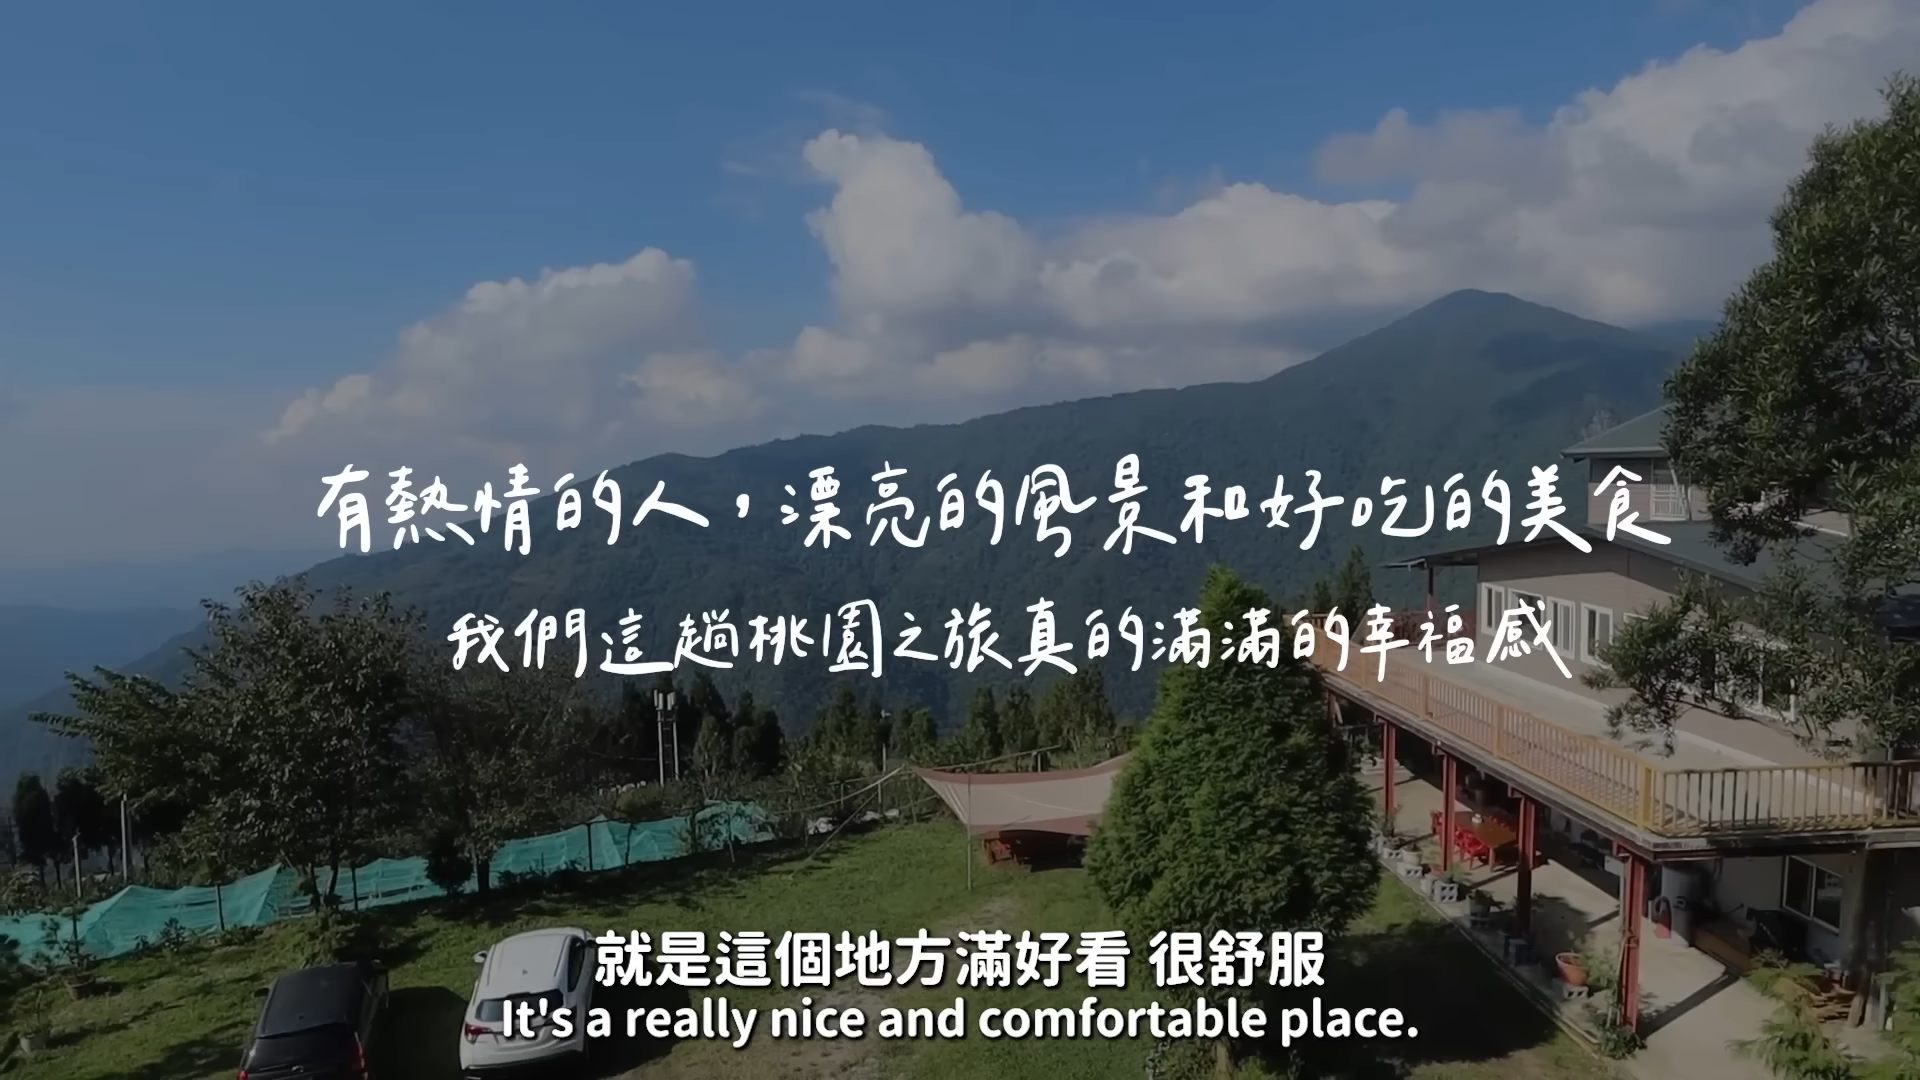 有熱情的人，漂亮的風景和好吃的美食
我們這趟桃園之旅真的滿滿的幸福感
就是這個地方滿好看 很舒服
It's a really nice and comfortable place.